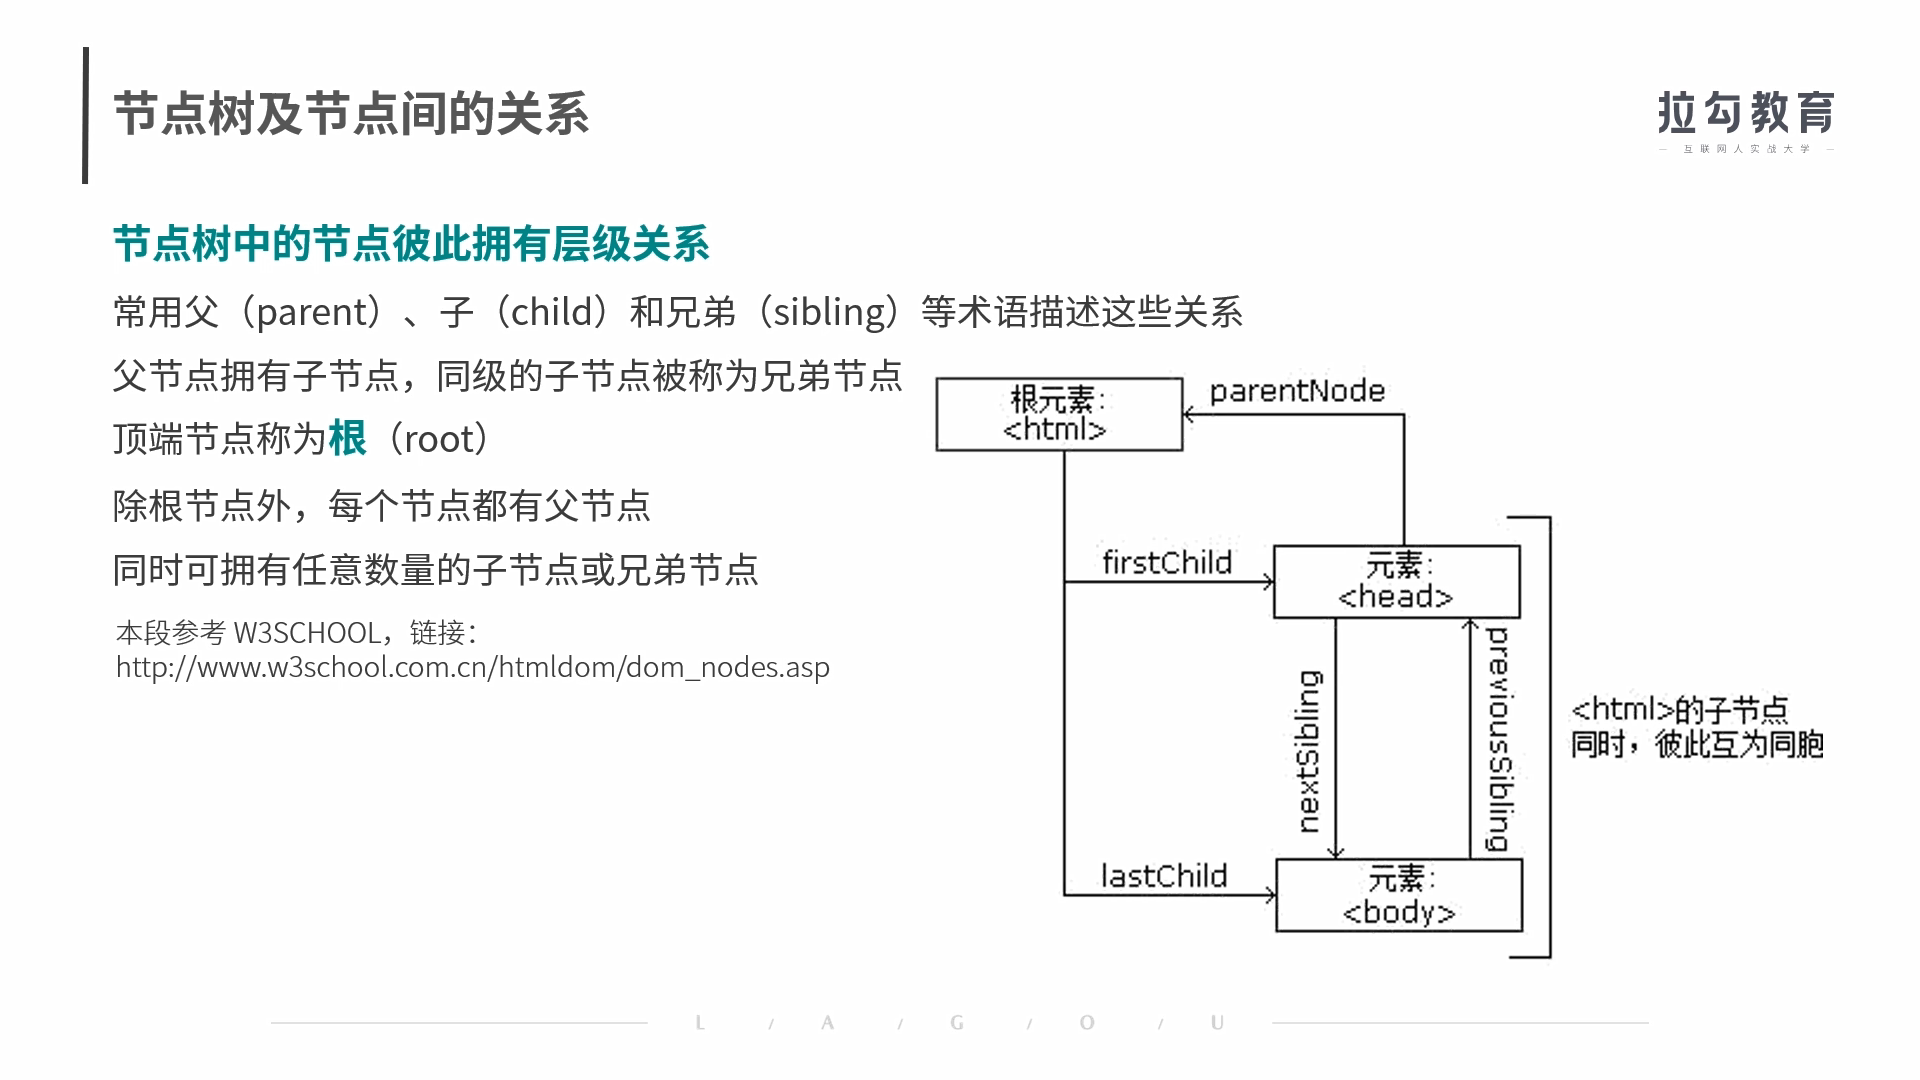 节点树及节点间的关系
拉勾教育
— 互联网人实战大学 —
节点树中的节点彼此拥有层级关系
常用父（parent）、子（child）和兄弟（sibling）等术语描述这些关系
父节点拥有子节点，同级的子节点被称为兄弟节点
顶端节点称为根（root）
除根节点外，每个节点都有父节点
同时可拥有任意数量的子节点或兄弟节点
本段参考 W3SCHOOL，链接：
http://www.w3school.com.cn/htmldom/dom_nodes.asp
根元素：
<html>
parentNode
firstChild
元素：
<head>
nextSibling
previousSibling
<html>的子节点
同时，彼此互为同胞
lastChild
元素：
<body>
L / A / G / O / U